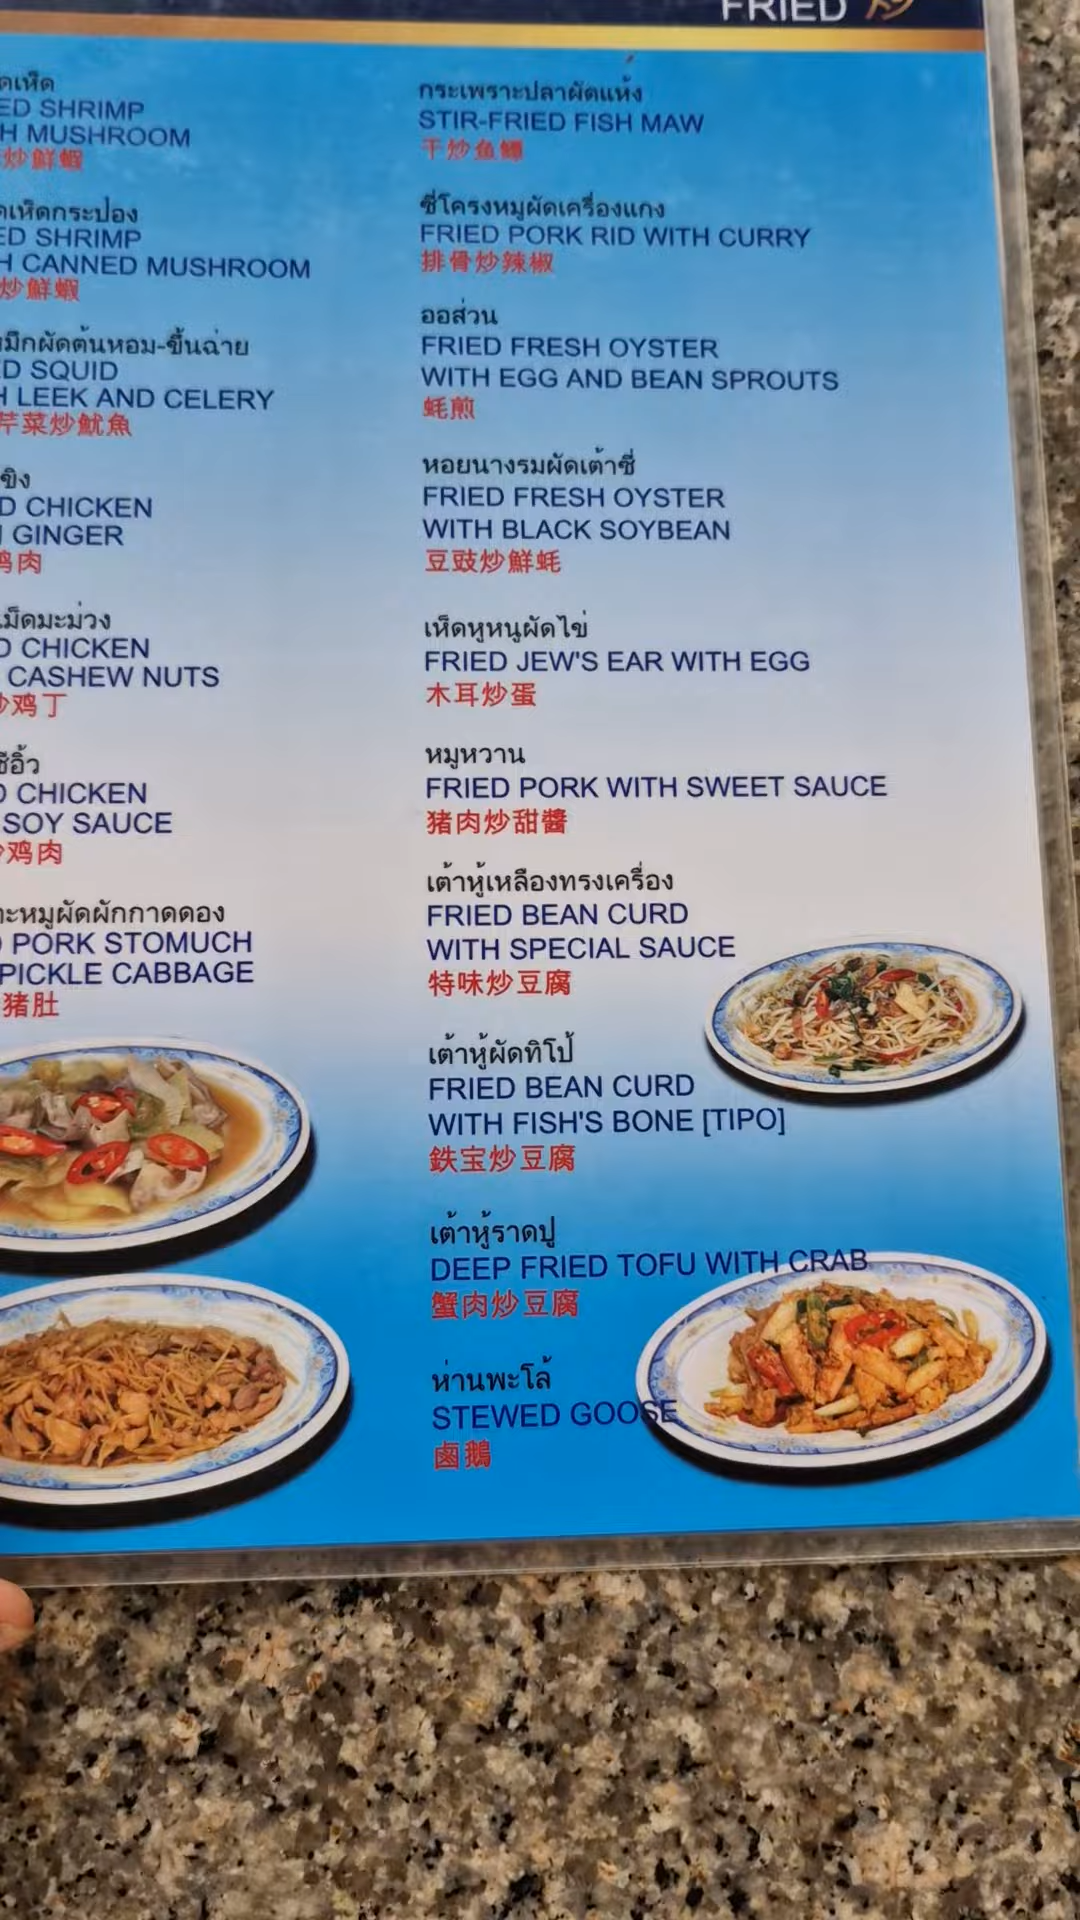 FRIED 炒
ดเห็ด
ED SHRIMP
H MUSHROOM
炒鮮蝦
ดเห็ดกระป๋อง
ED SHRIMP
H CANNED MUSHROOM
炒鮮蝦
หมึกผัดต้นหอม-ขึ้นฉ่าย
ED SQUID
H LEEK AND CELERY
芹菜炒魷魚
ขิง
D CHICKEN
GINGER
鸡肉
เม็ดมะม่วง
D CHICKEN
CASHEW NUTS
炒鸡丁
ซีอิ้ว
D CHICKEN
SOY SAUCE
鸡肉
าะหมูผัดผักกาดดอง
D PORK STOMUCH
PICKLE CABBAGE
猪肚
กระเพราะปลาผัดแห้ง
STIR-FRIED FISH MAW
干炒鱼鳔
ซี่โครงหมูผัดเครื่องแกง
FRIED PORK RID WITH CURRY
排骨炒辣椒
ออส่วน
FRIED FRESH OYSTER
WITH EGG AND BEAN SPROUTS
蚝煎
หอยนางรมผัดเต้าซี่
FRIED FRESH OYSTER
WITH BLACK SOYBEAN
豆豉炒鮮蚝
เห็ดหูหนูผัดไข่
FRIED JEW'S EAR WITH EGG
木耳炒蛋
หมูหวาน
FRIED PORK WITH SWEET SAUCE
猪肉炒甜醬
เต้าหู้เหลืองทรงเครื่อง
FRIED BEAN CURD
WITH SPECIAL SAUCE
特味炒豆腐
เต้าหู้ผัดทิโป้
FRIED BEAN CURD
WITH FISH'S BONE [TIPO]
鉄宝炒豆腐
เต้าหู้ราดปู
DEEP FRIED TOFU WITH CRAB
蟹肉炒豆腐
ห่านพะโล้
STEWED GOOSE
鹵鵝